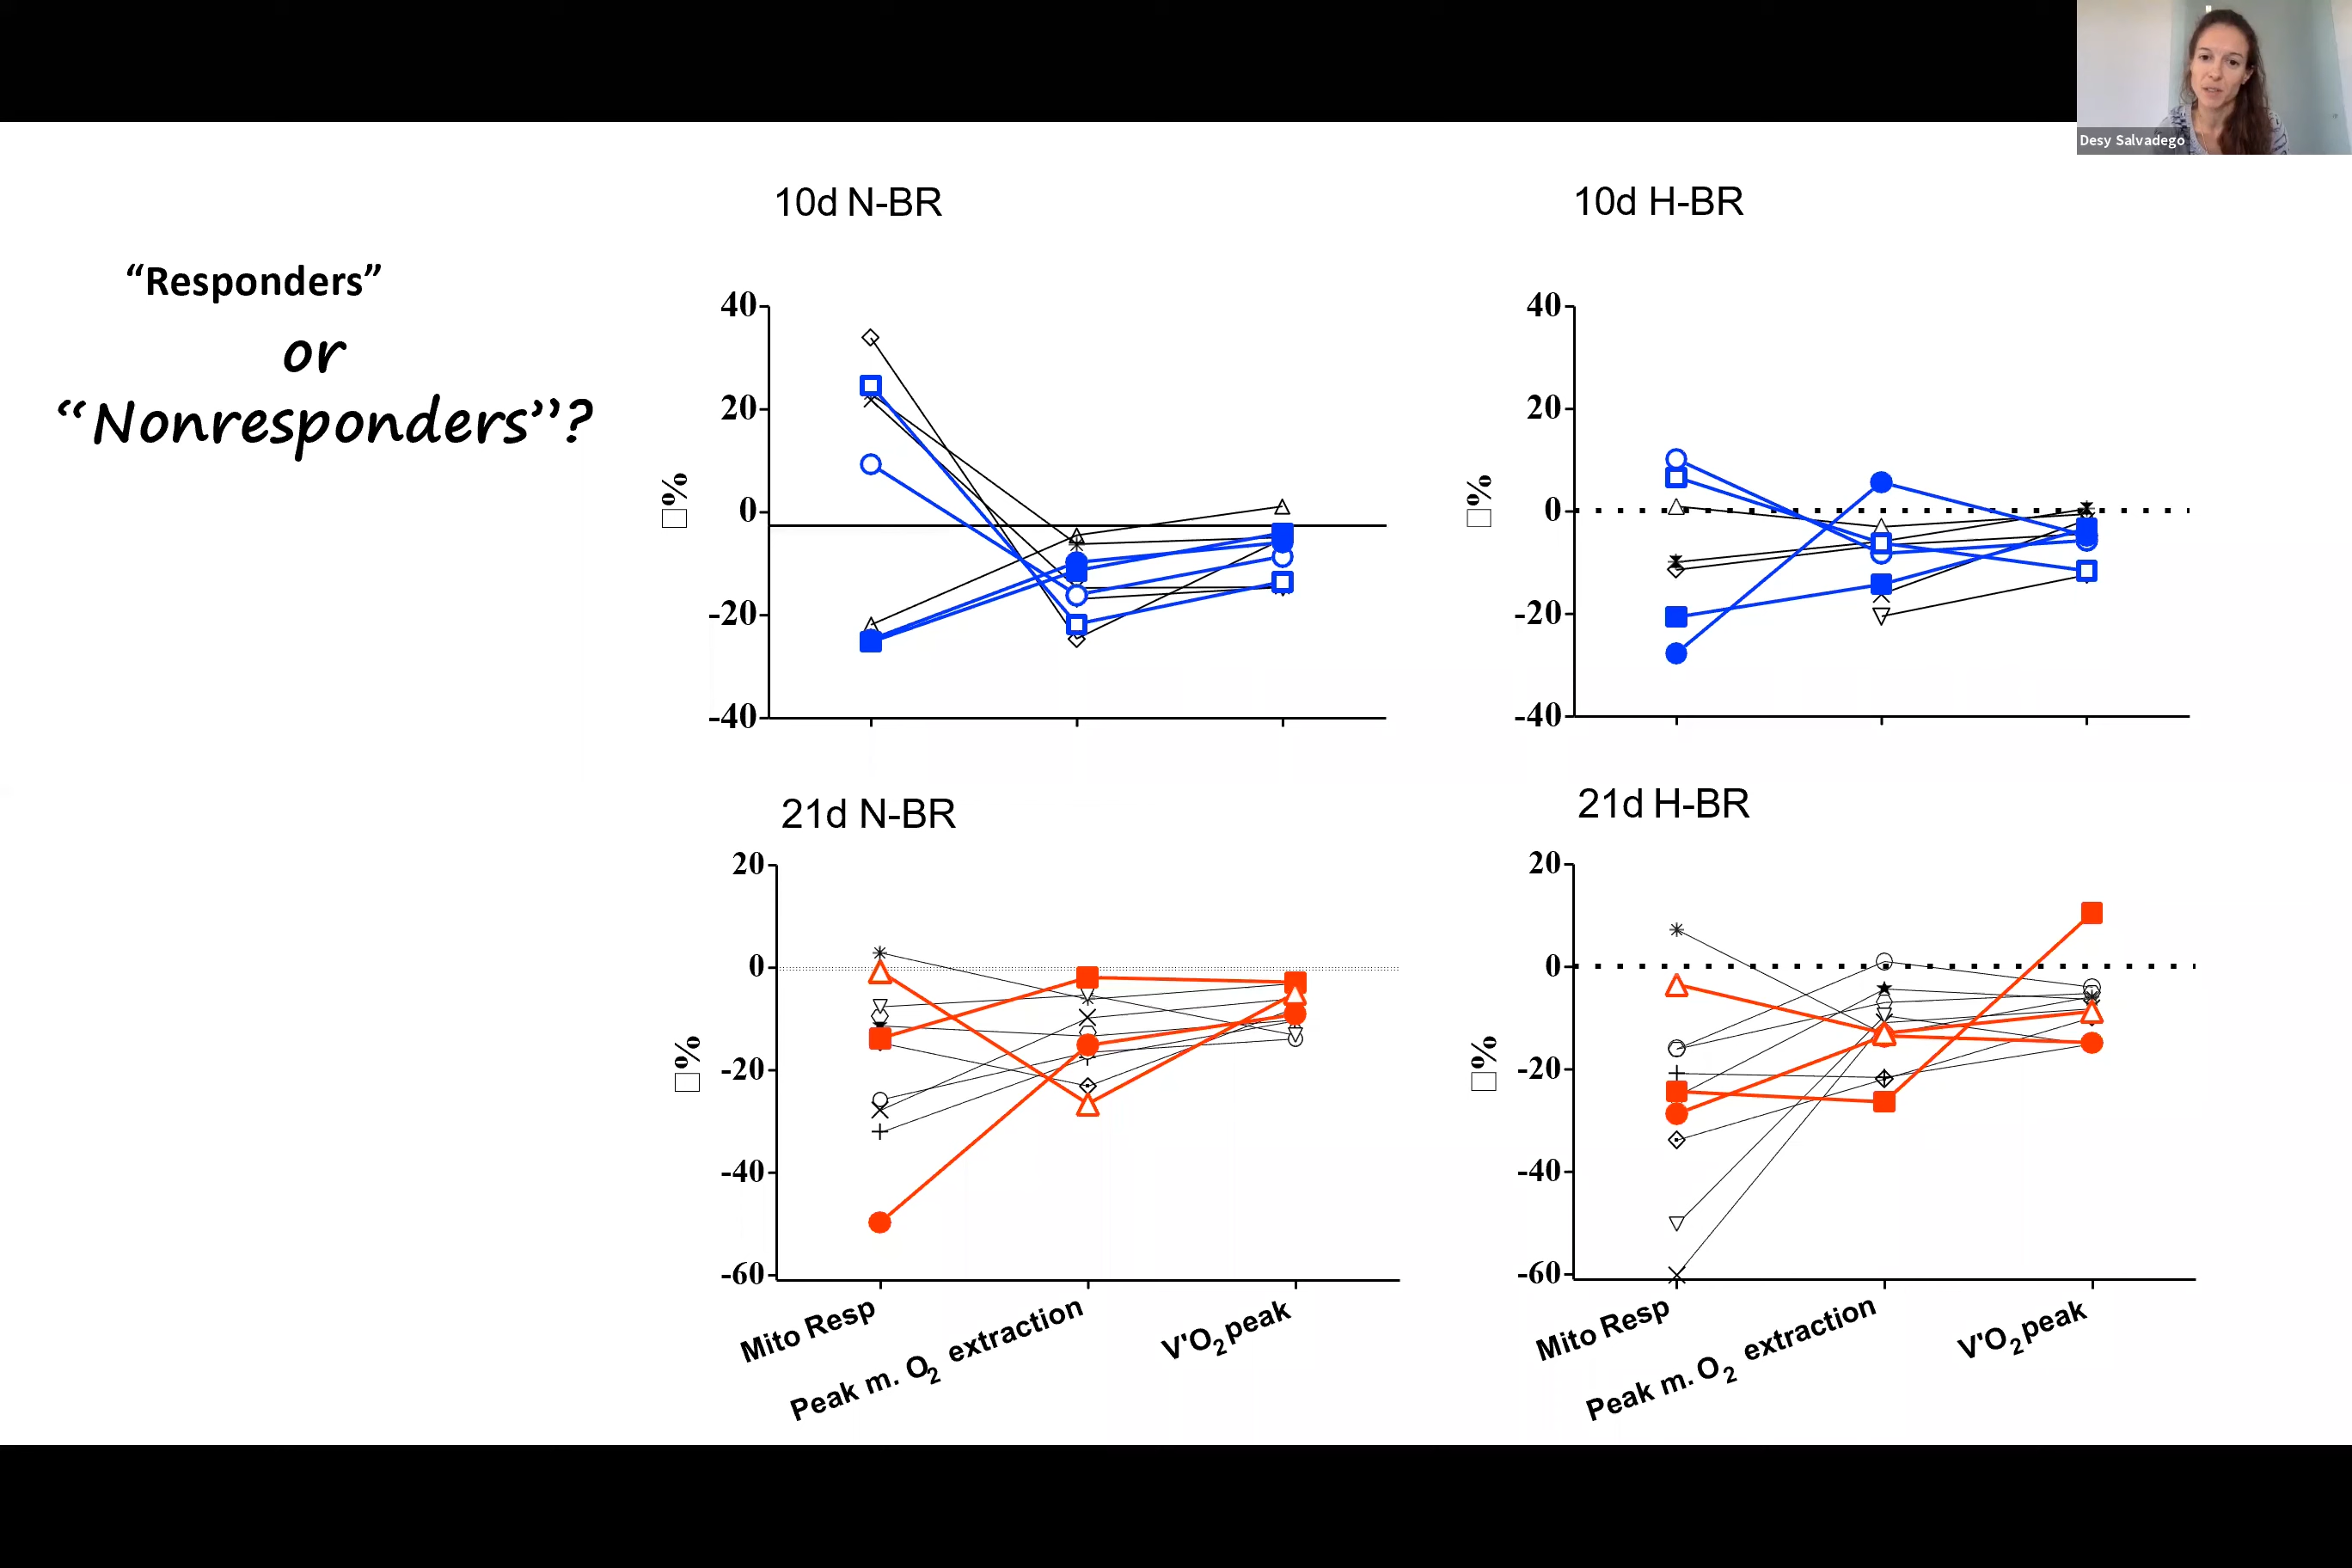 Desy Salvadego
“Responders”
or
“Nonresponders”?
10d N-BR
40
20
0
-20
-40
□%
10d H-BR
40
20
0
-20
-40
□%
21d N-BR
20
0
-20
-40
-60
□%
Mito Resp
Peak m. O2 extraction
V'O2peak
21d H-BR
20
0
-20
-40
-60
□%
Mito Resp
Peak m. O2 extraction
V'O2peak